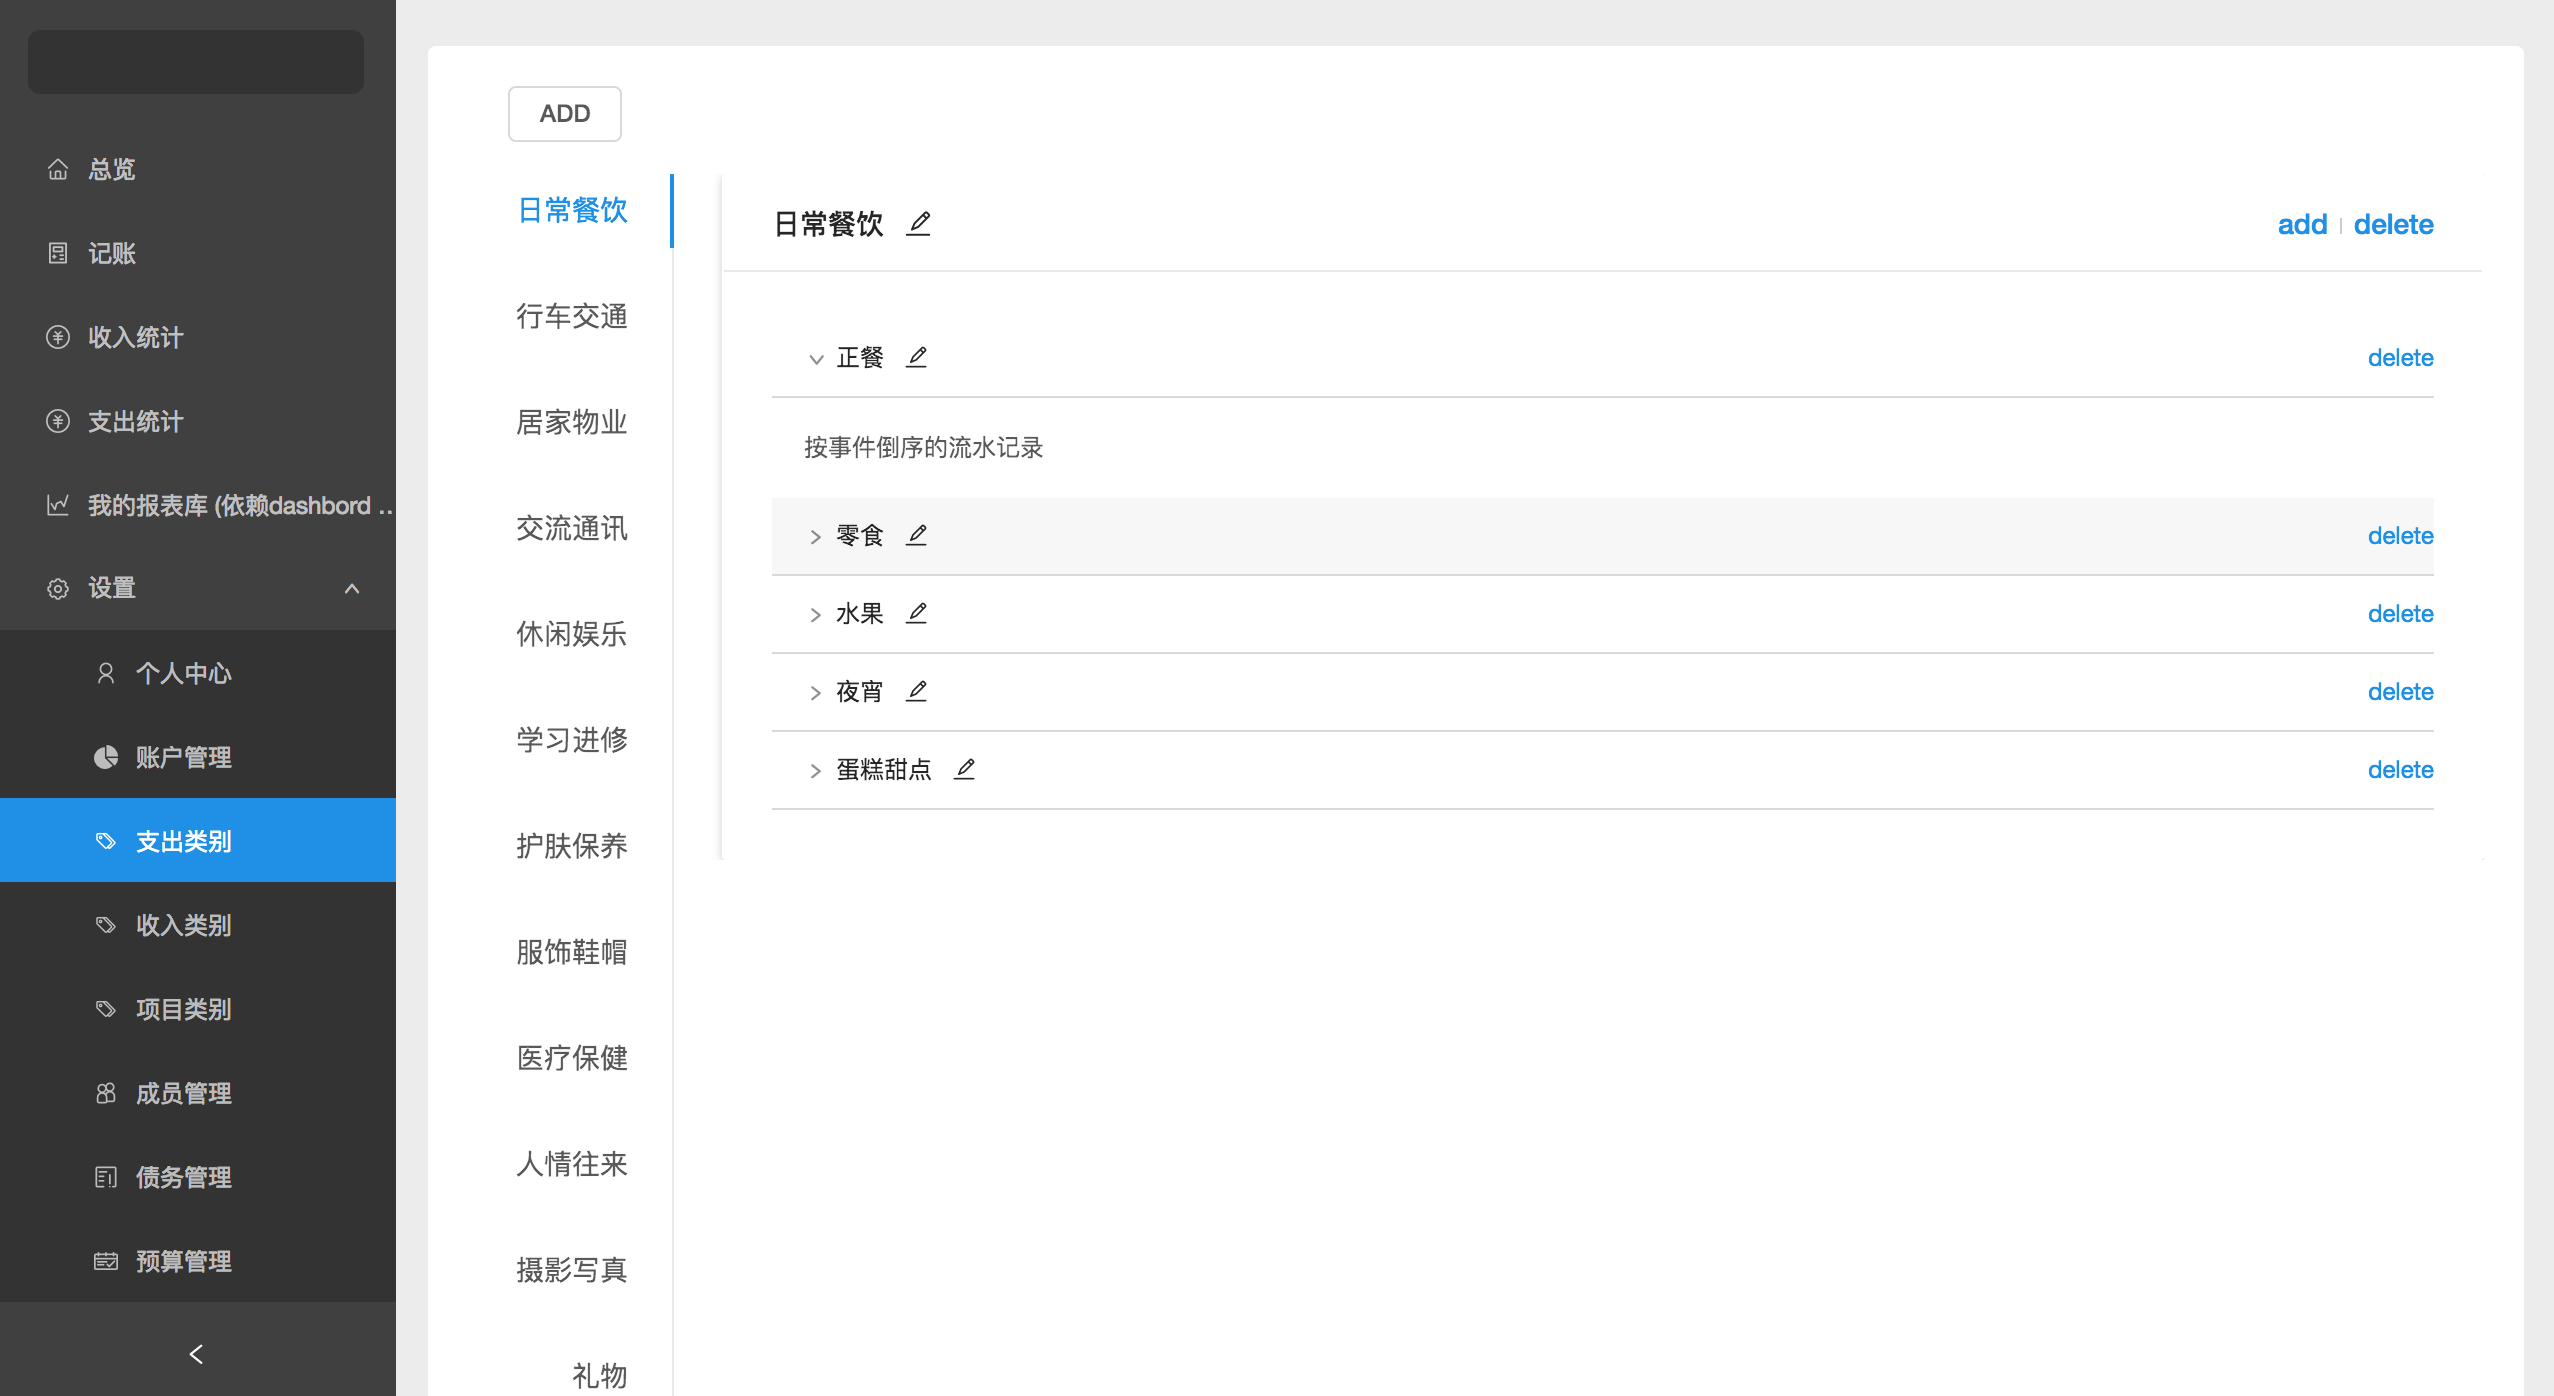 总览
记账
收入统计
支出统计
我的报表库 (依赖dashbord ...
设置
个人中心
账户管理
支出类别
收入类别
项目类别
成员管理
债务管理
预算管理
ADD
日常餐饮
行车交通
居家物业
交流通讯
休闲娱乐
学习进修
护肤保养
服饰鞋帽
医疗保健
人情往来
摄影写真
礼物
日常餐饮 add delete
正餐 delete
按事件倒序的流水记录
零食 delete
水果 delete
夜宵 delete
蛋糕甜点 delete